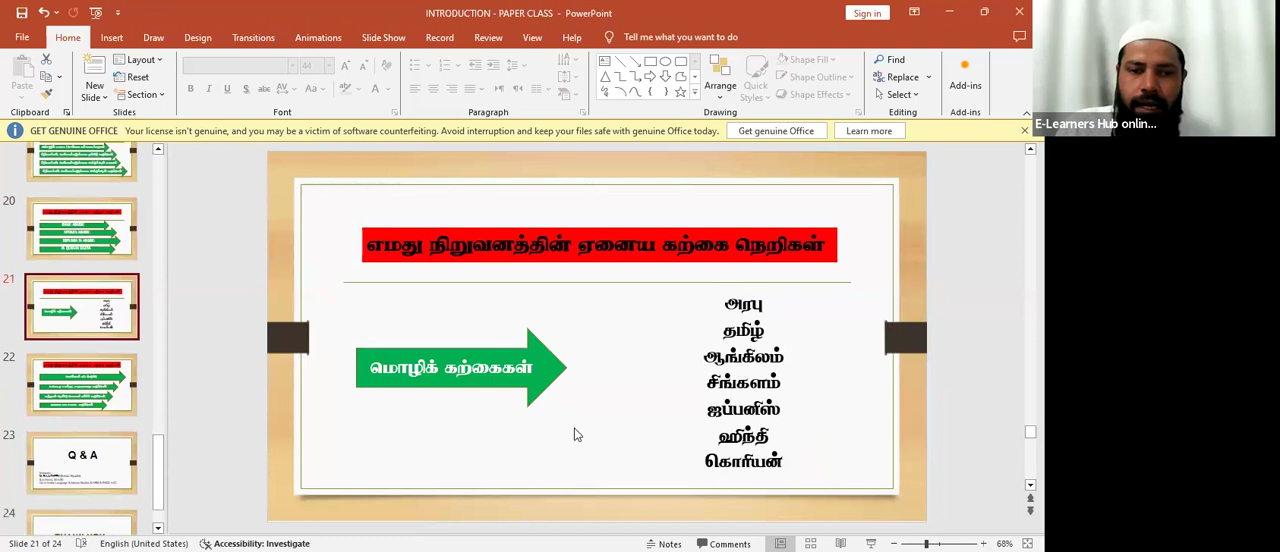 INTRODUCTION - PAPER CLASS - PowerPoint
Sign in
File Home Insert Draw Design Transitions Animations Slide Show Record Review View Help Tell me what you want to do
Paste
New Slide
Layout
Reset
Section
44
Arrange
Quick Styles
Shape Fill
Shape Outline
Shape Effects
Find
Replace
Select
Add-ins
Clipboard Slides Font Paragraph Drawing Editing Add-ins
GET GENUINE OFFICE Your license isn't genuine, and you may be a victim of software counterfeiting. Avoid interruption and keep your files safe with genuine Office today. Get genuine Office Learn more
E-Learners Hub onlin...
20
21
22
23
Q & A
24
எமது நிறுவனத்தின் ஏனைய கற்கை நெறிகள்
மொழிக் கற்கைகள்
அரபு
தமிழ்
ஆங்கிலம்
சிங்களம்
ஐப்பனிஸ்
ஹிந்தி
கொரியன்
Slide 21 of 24 English (United States) Accessibility: Investigate Notes Comments 68%